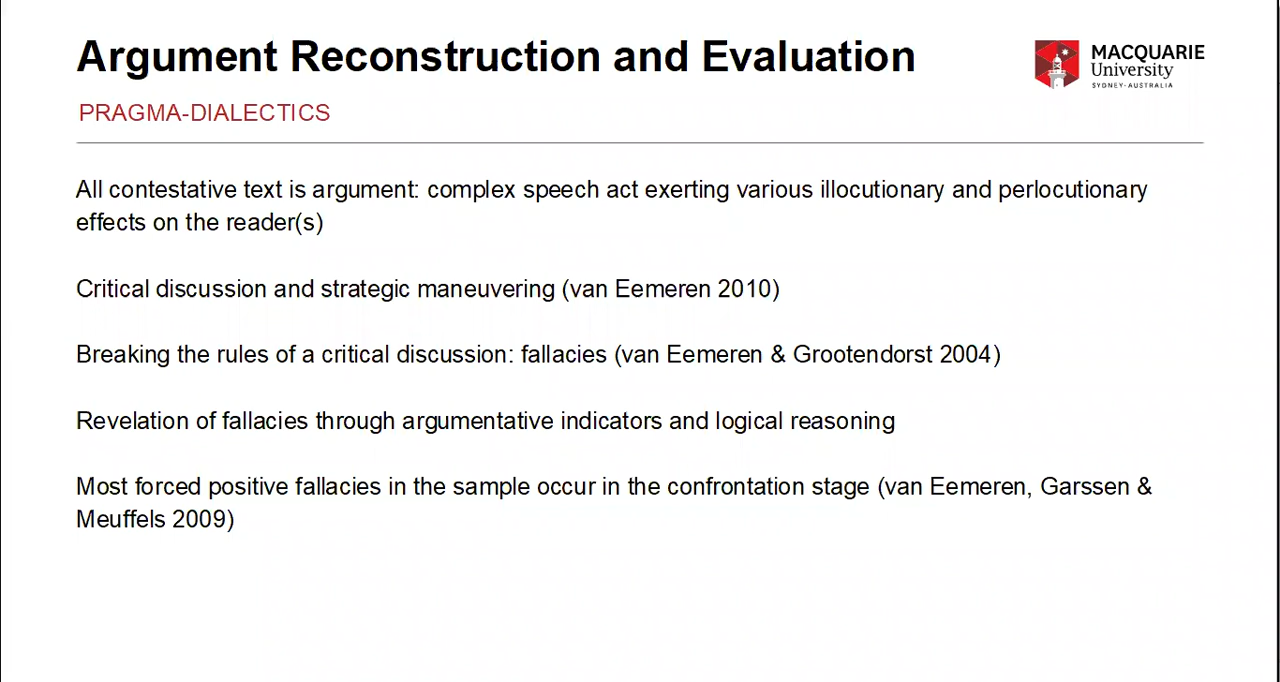 Argument Reconstruction and Evaluation
MACQUARIE
University
SYDNEY·AUSTRALIA
PRAGMA-DIALECTICS
All contestative text is argument: complex speech act exerting various illocutionary and perlocutionary
effects on the reader(s)
Critical discussion and strategic maneuvering (van Eemeren 2010)
Breaking the rules of a critical discussion: fallacies (van Eemeren & Grootendorst 2004)
Revelation of fallacies through argumentative indicators and logical reasoning
Most forced positive fallacies in the sample occur in the confrontation stage (van Eemeren, Garssen &
Meuffels 2009)